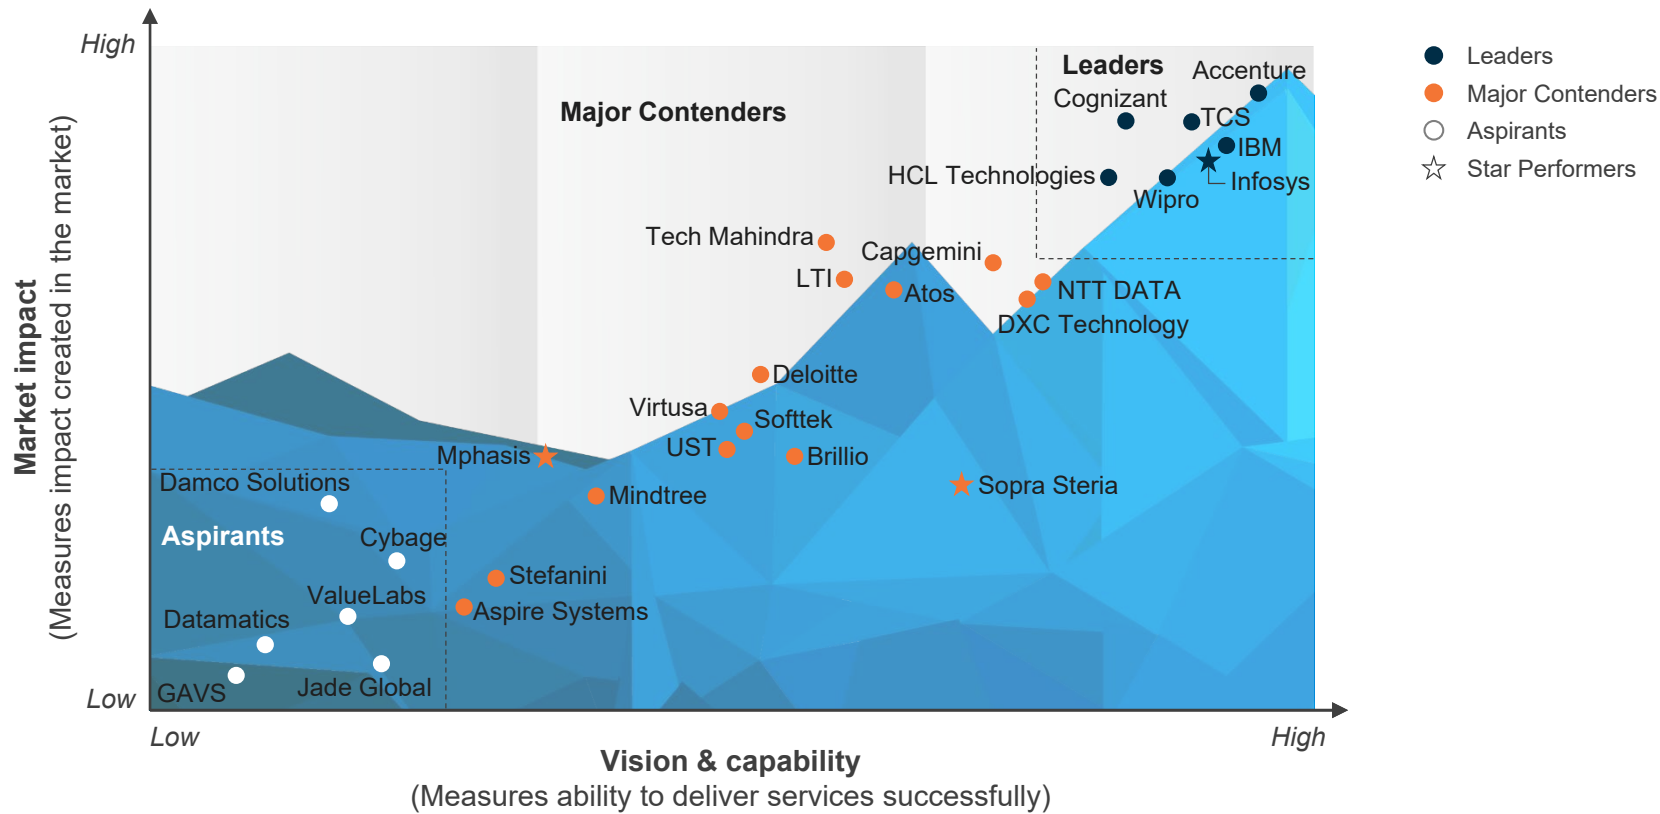 High
Leaders
Accenture
Leaders
Cognizant
Major Contenders
Major Contenders
TCS
Aspirants
IBM
Star Performers
HCL Technologies
Infosys
Wipro
Tech Mahindra
Capgemini
LTI
Atos
NTT DATA
DXC Technology
Deloitte
Virtusa
Softtek
UST
Mphasis
Brillio
Damco Solutions
Sopra Steria
Mindtree
Aspirants
Cybage
Stefanini
ValueLabs
Aspire Systems
Datamatics
GAVS
Jade Global
Low
Market impact
(Measures impact created in the market)
Low
High
Vision & capability
(Measures ability to deliver services successfully)